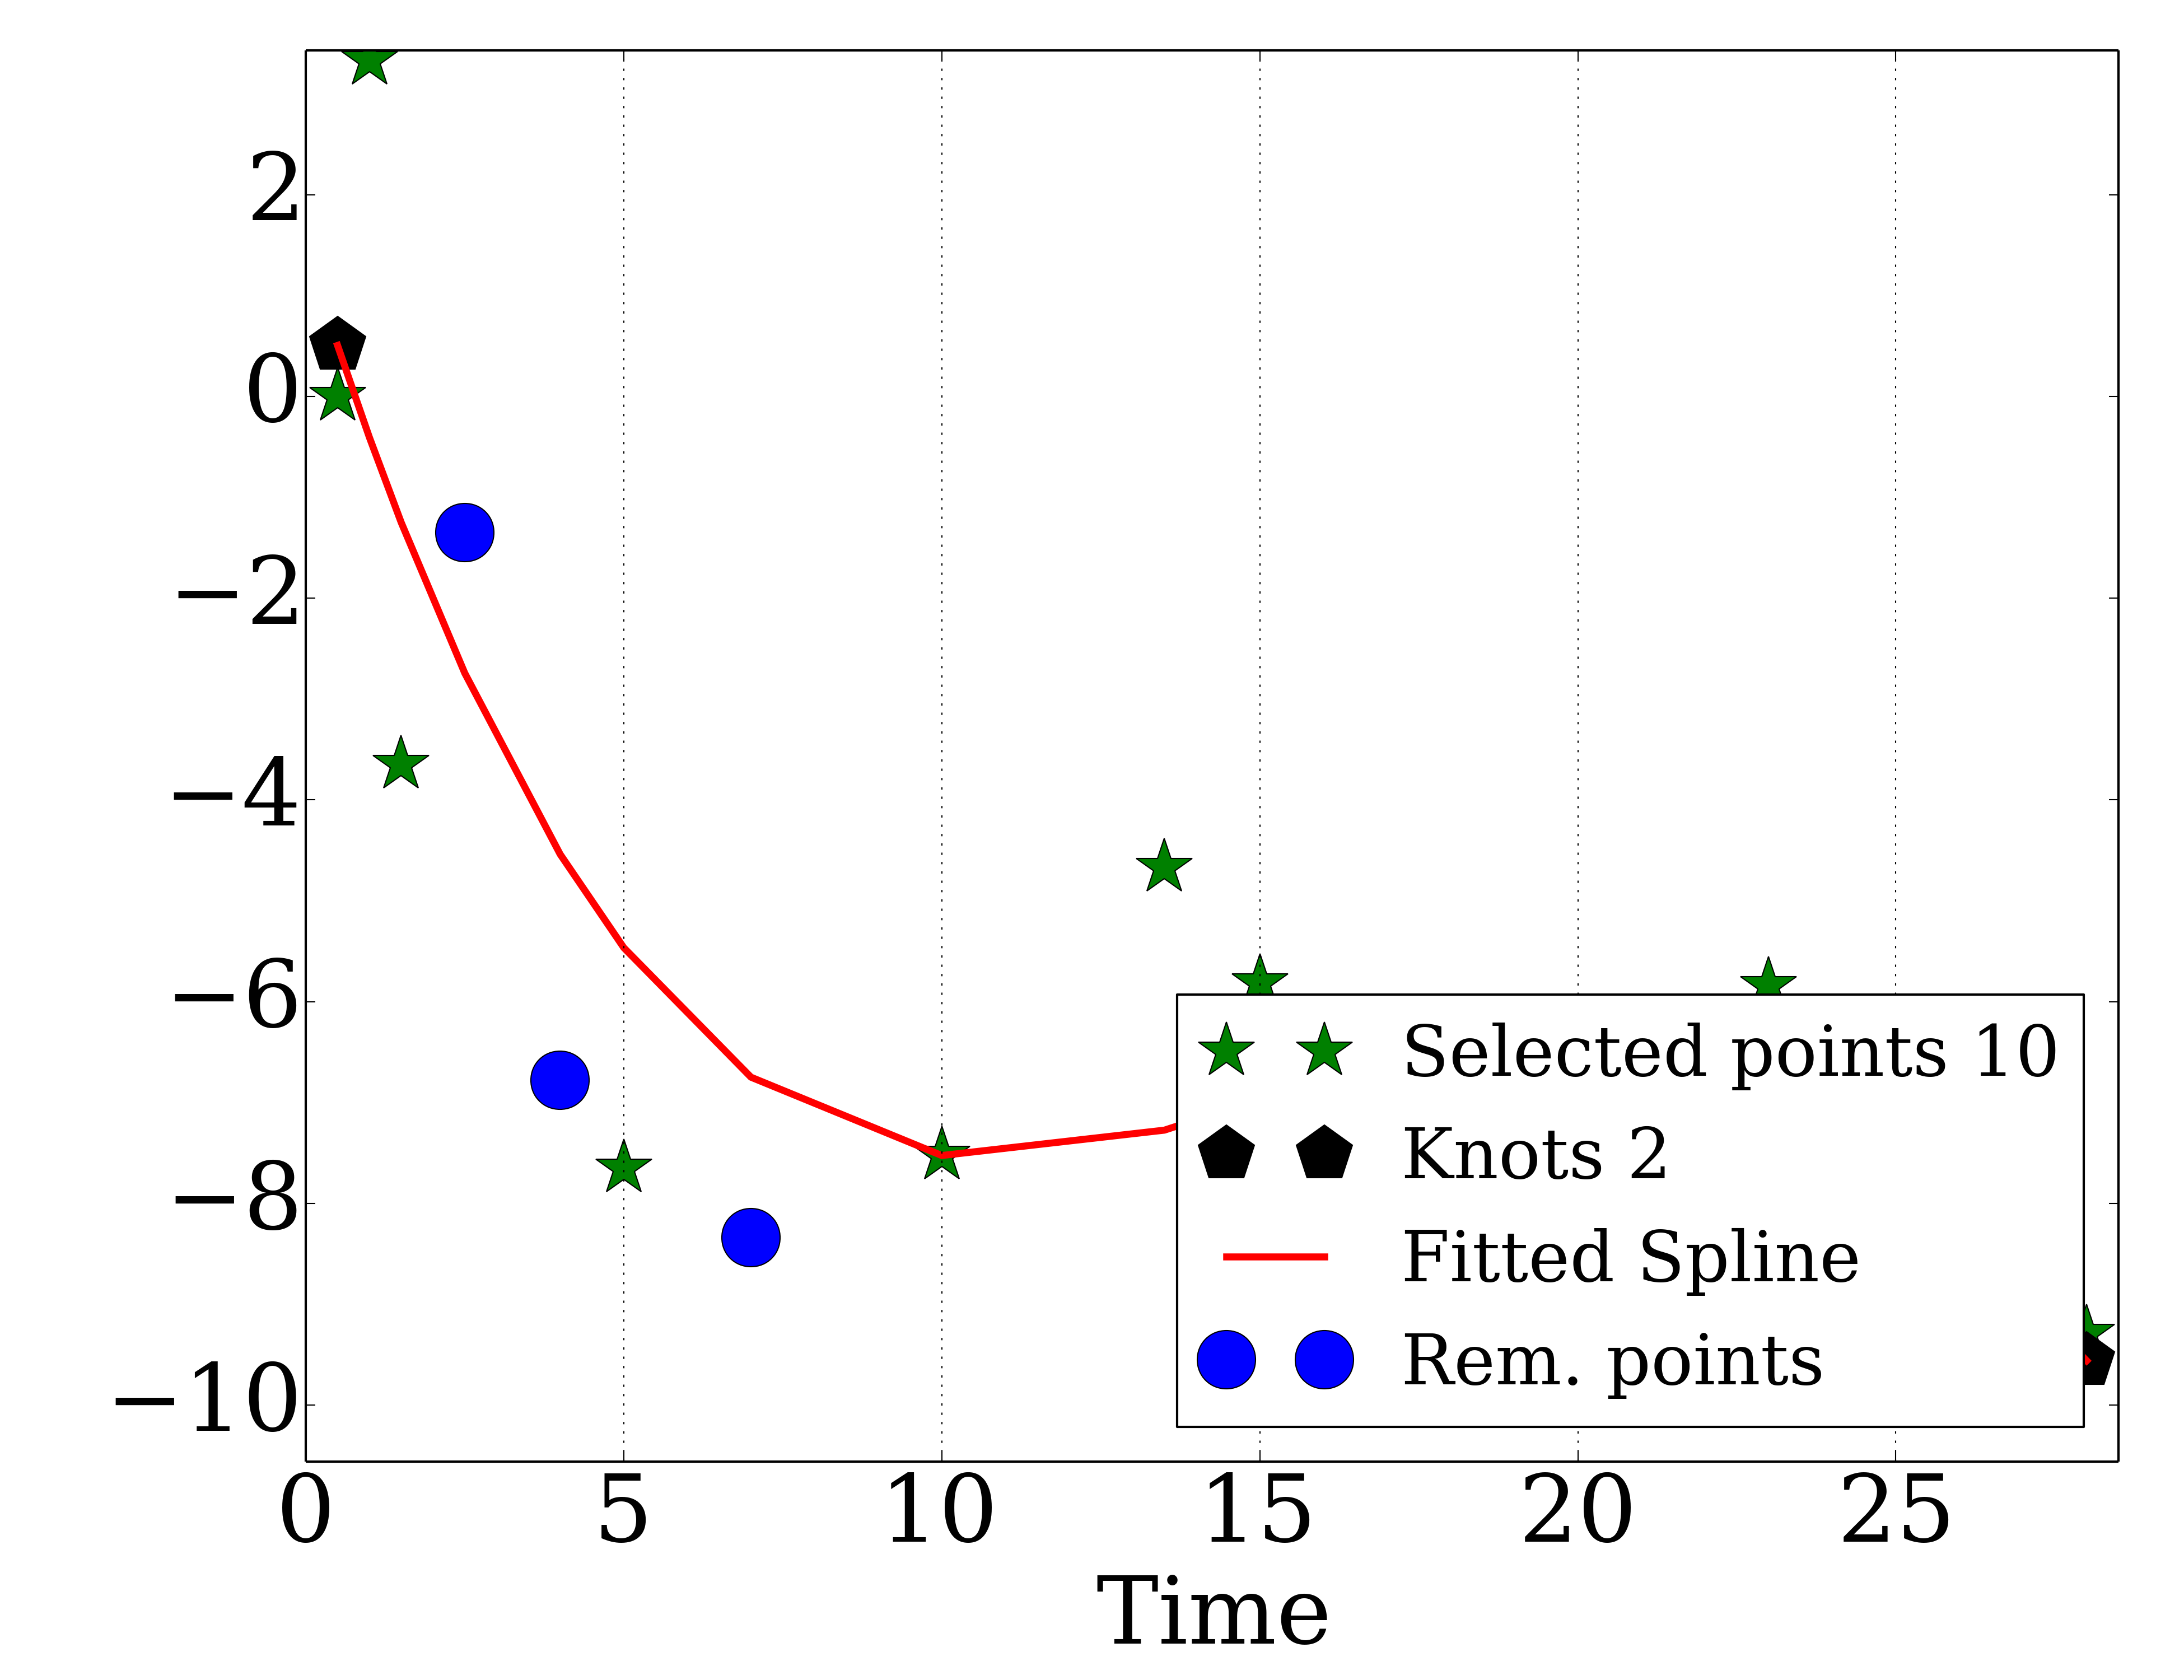 2
0
−2
−4
−6
−8
−10
0 5 10 15 20 25
Time
Selected points 10
Knots 2
Fitted Spline
Rem. points